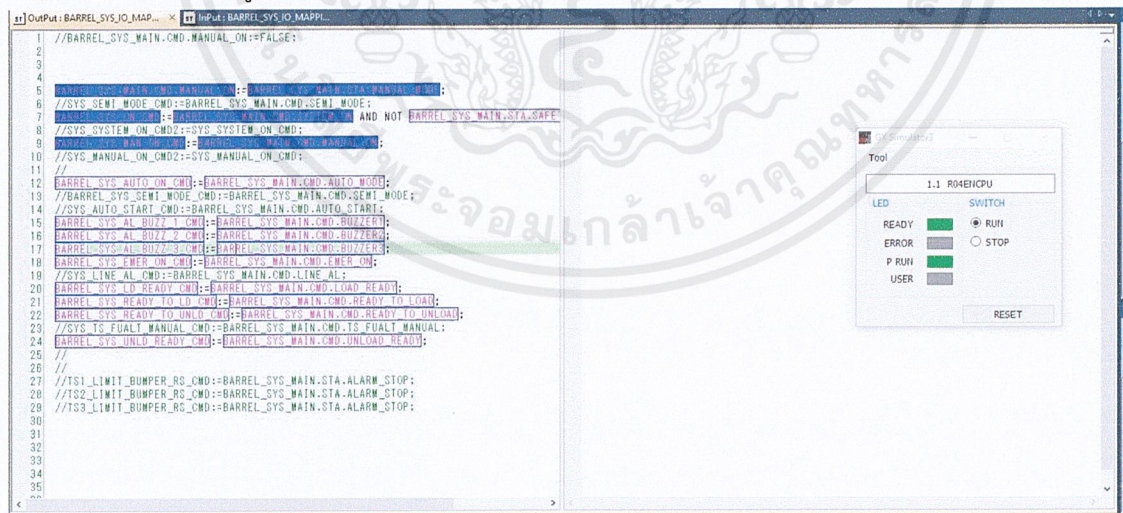 OutPut : BARREL_SYS_IO_MAP... × InPut : BARREL_SYS_IO_MAPPI...
1 //BARREL_SYS_MAIN.CMD.MANUAL_ON:=FALSE;
2
3
4
5 BARREL_SYS_MAIN.CMD.MANUAL_ON:=BARREL_SYS_MAIN.STA.MANUAL_MODE;
6 //SYS_SEMI_MODE_CMD:=BARREL_SYS_MAIN.CMD.SEMI_MODE;
7 :=BARREL_SYS_MAIN.CMD.SYSTEM_ON AND NOT BARREL_SYS_MAIN.STA.SAFE
8 //SYS_SYSTEM_ON_CMD2:=SYS_SYSTEM_ON_CMD;
9 BARREL_SYS_MAN_ON_CMD:=BARREL_SYS_MAIN.CMD.MANUAL_ON;
10 //SYS_MANUAL_ON_CMD2:=SYS_MANUAL_ON_CMD;
11 //
12 BARREL_SYS_AUTO_ON_CMD:=BARREL_SYS_MAIN.CMD.AUTO_MODE;
13 //BARREL_SYS_SEMI_MODE_CMD:=BARREL_SYS_MAIN.CMD.SEMI_MODE;
14 //SYS_AUTO_START_CMD:=BARREL_SYS_MAIN.CMD.AUTO_START;
15 BARREL_SYS_AL_BUZZ_1_CMD:=BARREL_SYS_MAIN.CMD.BUZZER1;
16 BARREL_SYS_AL_BUZZ_2_CMD:=BARREL_SYS_MAIN.CMD.BUZZER2;
17 BARREL_SYS_AL_BUZZ_3_CMD:=BARREL_SYS_MAIN.CMD.BUZZER3;
18 BARREL_SYS_EMER_ON_CMD:=BARREL_SYS_MAIN.CMD.EMER_ON;
19 //SYS_LINE_AL_CMD:=BARREL_SYS_MAIN.CMD.LINE_AL;
20 BARREL_SYS_LD_READY_CMD:=BARREL_SYS_MAIN.CMD.LOAD_READY;
21 BARREL_SYS_READY_TO_LD_CMD:=BARREL_SYS_MAIN.CMD.READY_TO_LOAD;
22 BARREL_SYS_READY_TO_UNLD_CMD:=BARREL_SYS_MAIN.CMD.READY_TO_UNLOAD;
23 //SYS_TS_FUALT_MANUAL_CMD:=BARREL_SYS_MAIN.CMD.TS_FUALT_MANUAL;
24 BARREL_SYS_UNLD_READY_CMD:=BARREL_SYS_MAIN.CMD.UNLOAD_READY;
25 //
26 //
27 //TS1_LIMIT_BUMPER_RS_CMD:=BARREL_SYS_MAIN.STA.ALARM_STOP;
28 //TS2_LIMIT_BUMPER_RS_CMD:=BARREL_SYS_MAIN.STA.ALARM_STOP;
29 //TS3_LIMIT_BUMPER_RS_CMD:=BARREL_SYS_MAIN.STA.ALARM_STOP;
30
31
32
33
34
35
GX Simulator3
Tool
1.1 R04ENCPU
LED SWITCH
READY RUN
ERROR STOP
P RUN
USER
RESET